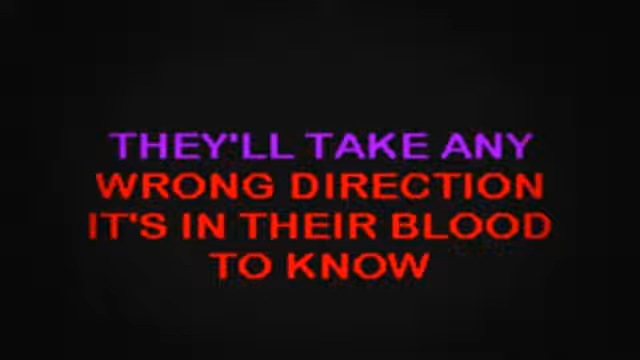 THEY'LL TAKE ANY
WRONG DIRECTION
IT'S IN THEIR BLOOD
TO KNOW